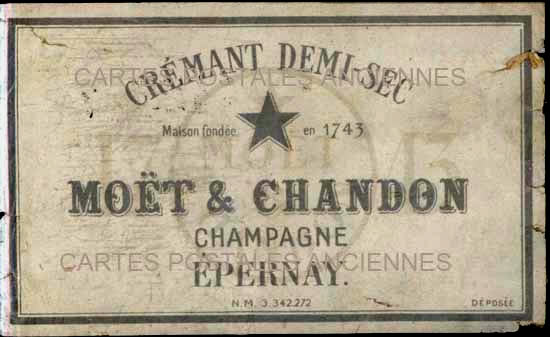 CRÉMANT DEMI-SEC
CARTES POSTALES ANCIENNES
Maison fondée en 1743
MOËT & CHANDON
CHAMPAGNE
CARTES POSTALES ANCIENNES
ÉPERNAY.
N.M. 3.342.272
DÉPOSÉE